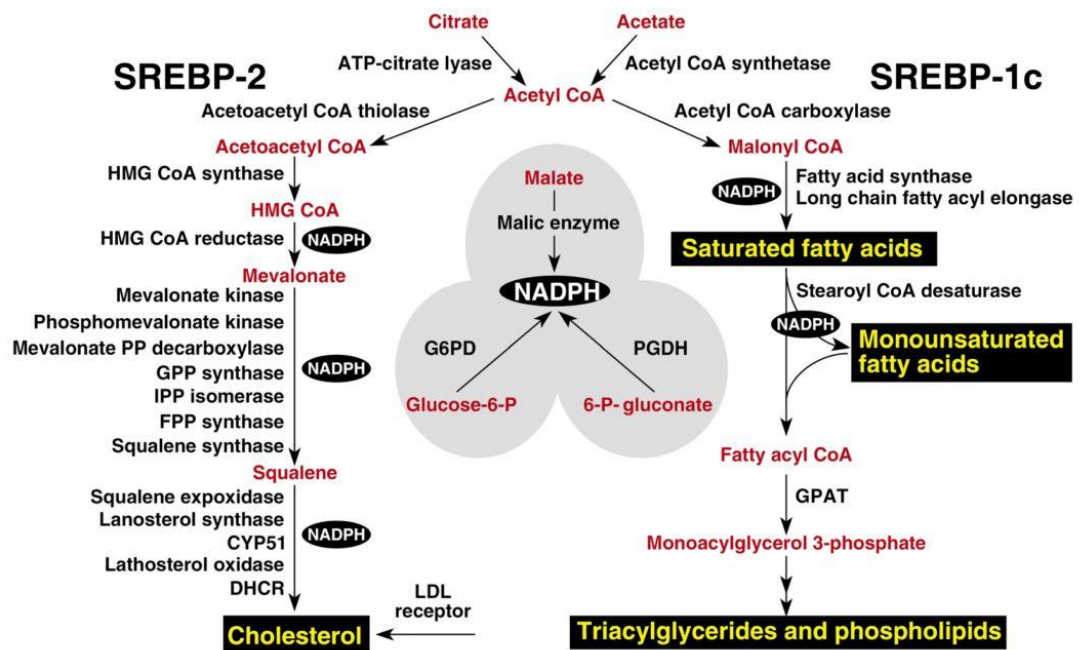 Citrate
Acetate
ATP-citrate lyase
Acetyl CoA synthetase
SREBP-2
SREBP-1c
Acetyl CoA
Acetoacetyl CoA thiolase
Acetyl CoA carboxylase
Acetoacetyl CoA
HMG CoA synthase
HMG CoA
HMG CoA reductase
NADPH
Mevalonate
Mevalonate kinase
Phosphomevalonate kinase
Mevalonate PP decarboxylase
GPP synthase
NADPH
IPP isomerase
FPP synthase
Squalene synthase
Squalene
Squalene expoxidase
Lanosterol synthase
NADPH
CYP51
Lathosterol oxidase
DHCR
Cholesterol
LDL
receptor
Malate
Malic enzyme
NADPH
G6PD
PGDH
Glucose-6-P
6-P-gluconate
Malonyl CoA
NADPH
Fatty acid synthase
Long chain fatty acyl elongase
Saturated fatty acids
Stearoyl CoA desaturase
NADPH
Monounsaturated
fatty acids
Fatty acyl CoA
GPAT
Monoacylglycerol 3-phosphate
Triacylglycerides and phospholipids